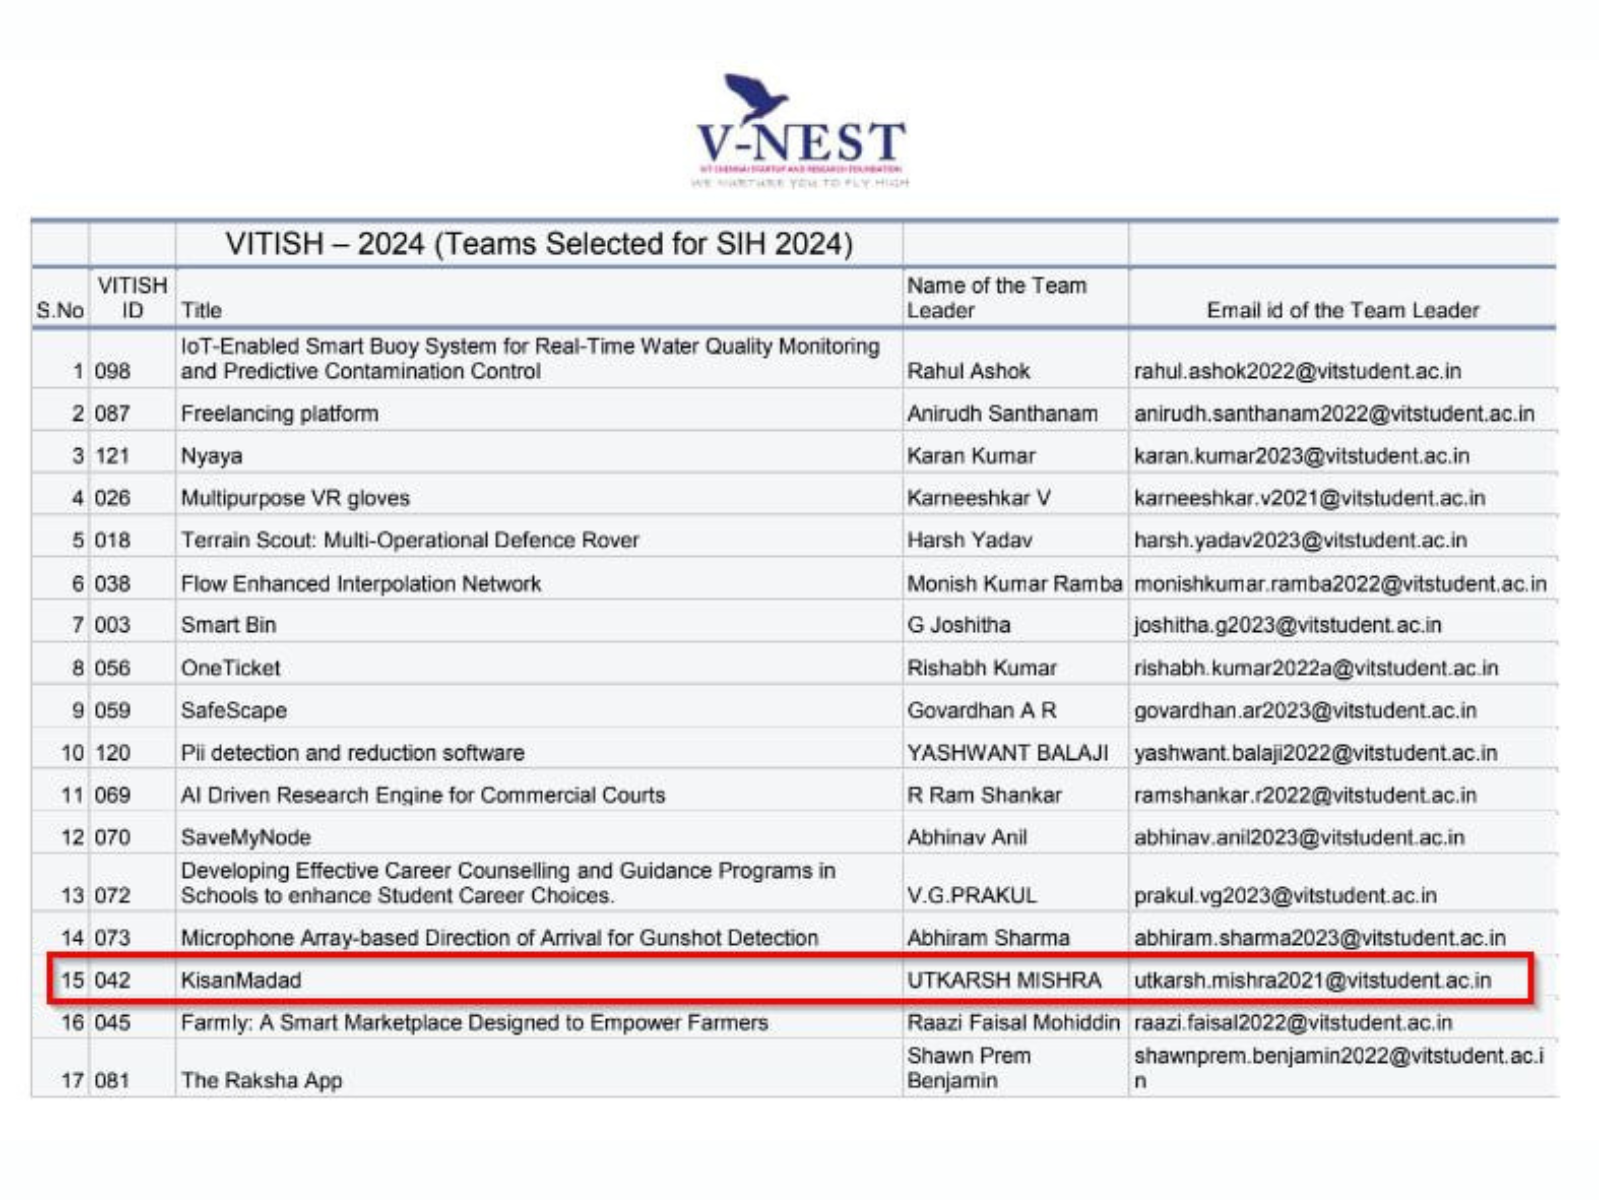 V-NEST
VIT CHENNAI STARTUP AND RESEARCH FOUNDATION
WE NURTURE YOU TO FLY HIGH
VITISH – 2024 (Teams Selected for SIH 2024)
S.No VITISH ID Title Name of the Team Leader Email id of the Team Leader
1 098 IoT-Enabled Smart Buoy System for Real-Time Water Quality Monitoring and Predictive Contamination Control Rahul Ashok rahul.ashok2022@vitstudent.ac.in
2 087 Freelancing platform Anirudh Santhanam anirudh.santhanam2022@vitstudent.ac.in
3 121 Nyaya Karan Kumar karan.kumar2023@vitstudent.ac.in
4 026 Multipurpose VR gloves Karneeshkar V karneeshkar.v2021@vitstudent.ac.in
5 018 Terrain Scout: Multi-Operational Defence Rover Harsh Yadav harsh.yadav2023@vitstudent.ac.in
6 038 Flow Enhanced Interpolation Network Monish Kumar Ramba monishkumar.ramba2022@vitstudent.ac.in
7 003 Smart Bin G Joshitha joshitha.g2023@vitstudent.ac.in
8 056 OneTicket Rishabh Kumar rishabh.kumar2022a@vitstudent.ac.in
9 059 SafeScape Govardhan A R govardhan.ar2023@vitstudent.ac.in
10 120 Pii detection and reduction software YASHWANT BALAJI yashwant.balaji2022@vitstudent.ac.in
11 069 AI Driven Research Engine for Commercial Courts R Ram Shankar ramshankar.r2022@vitstudent.ac.in
12 070 SaveMyNode Abhinav Anil abhinav.anil2023@vitstudent.ac.in
13 072 Developing Effective Career Counselling and Guidance Programs in Schools to enhance Student Career Choices. V.G.PRAKUL prakul.vg2023@vitstudent.ac.in
14 073 Microphone Array-based Direction of Arrival for Gunshot Detection Abhiram Sharma abhiram.sharma2023@vitstudent.ac.in
15 042 KisanMadad UTKARSH MISHRA utkarsh.mishra2021@vitstudent.ac.in
16 045 Farmly: A Smart Marketplace Designed to Empower Farmers Raazi Faisal Mohiddin raazi.faisal2022@vitstudent.ac.in
17 081 The Raksha App Shawn Prem Benjamin shawnprem.benjamin2022@vitstudent.ac.in